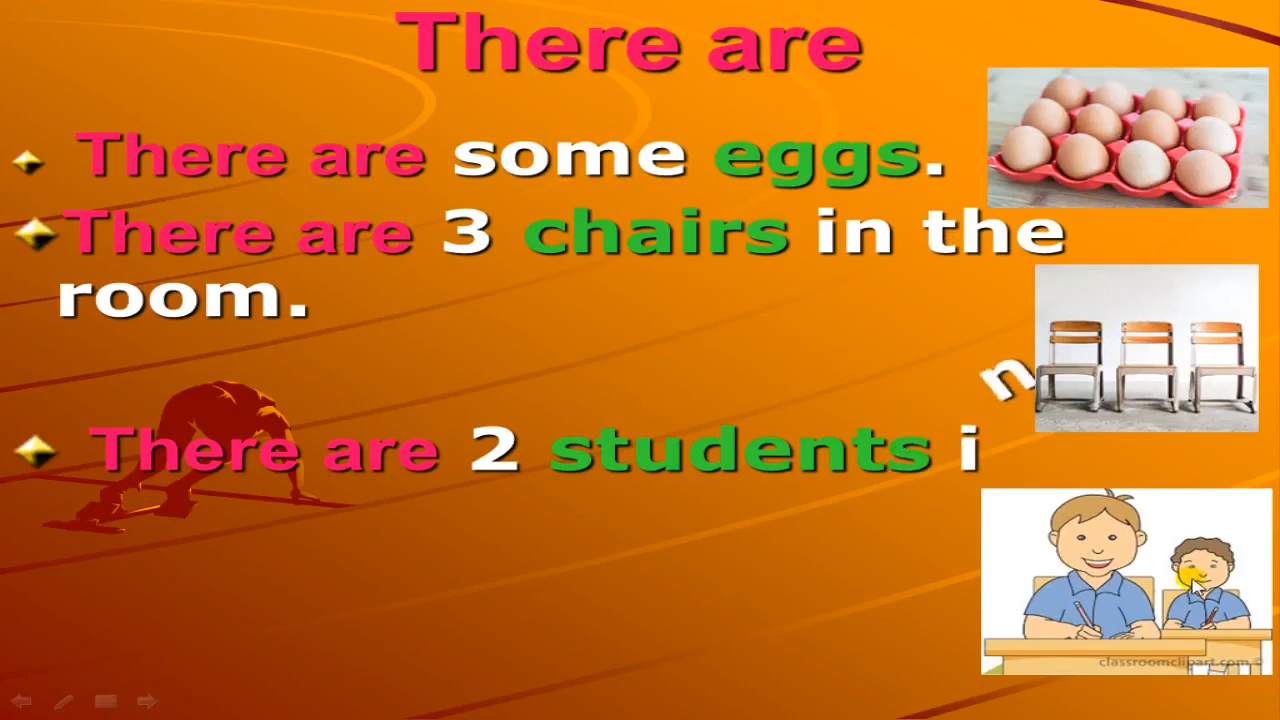 There are
There are some eggs.
There are 3 chairs in the
room.
There are 2 students in
classroomclipart.com ©